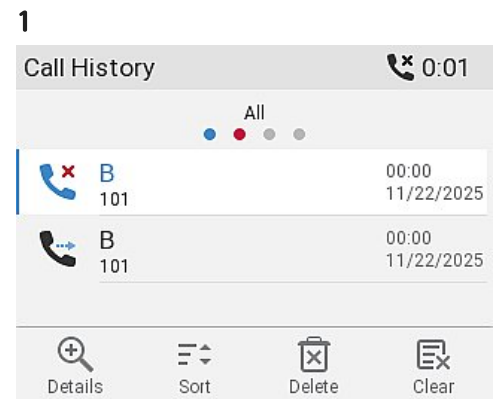 1
Call History 0:01
All
B 00:00
101 11/22/2025
B 00:00
101 11/22/2025
Details Sort Delete Clear